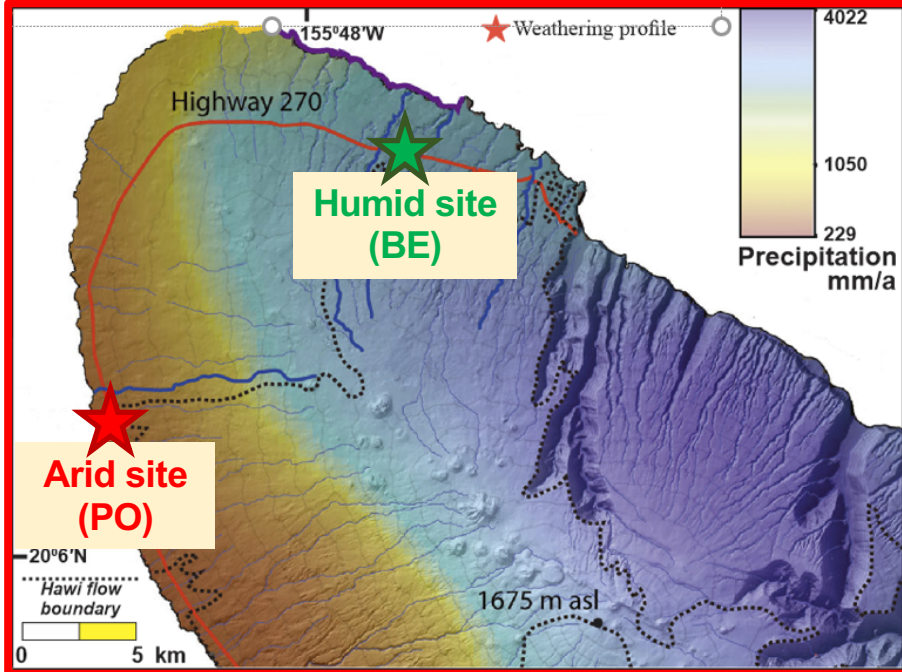 155°48'W
Weathering profile
4022
Highway 270
Humid site
(BE)
1050
229
Precipitation
mm/a
Arid site
(PO)
20°6'N
Hawi flow
boundary
1675 m asl
0 5 km